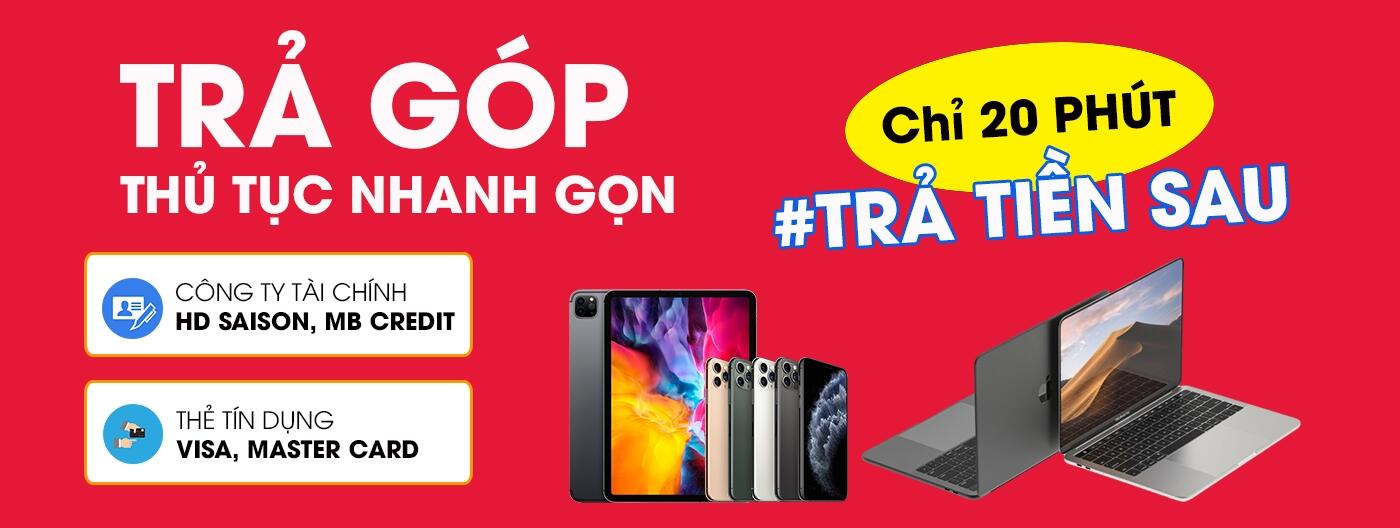 TRẢ GÓP
THỦ TỤC NHANH GỌN
CÔNG TY TÀI CHÍNH
HD SAISON, MB CREDIT
THẺ TÍN DỤNG
VISA, MASTER CARD
Chỉ 20 PHÚT
#TRẢ TIỀN SAU